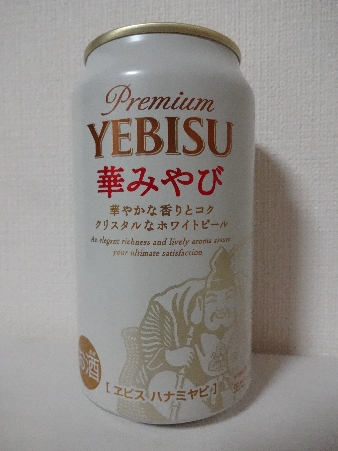 Premium
YEBISU
華みやび
華やかな香りとコク
クリスタルなホワイトビール
An elegant richness and lively aroma assure
your ultimate satisfaction
お酒
[ヱビス ハナミヤビ]